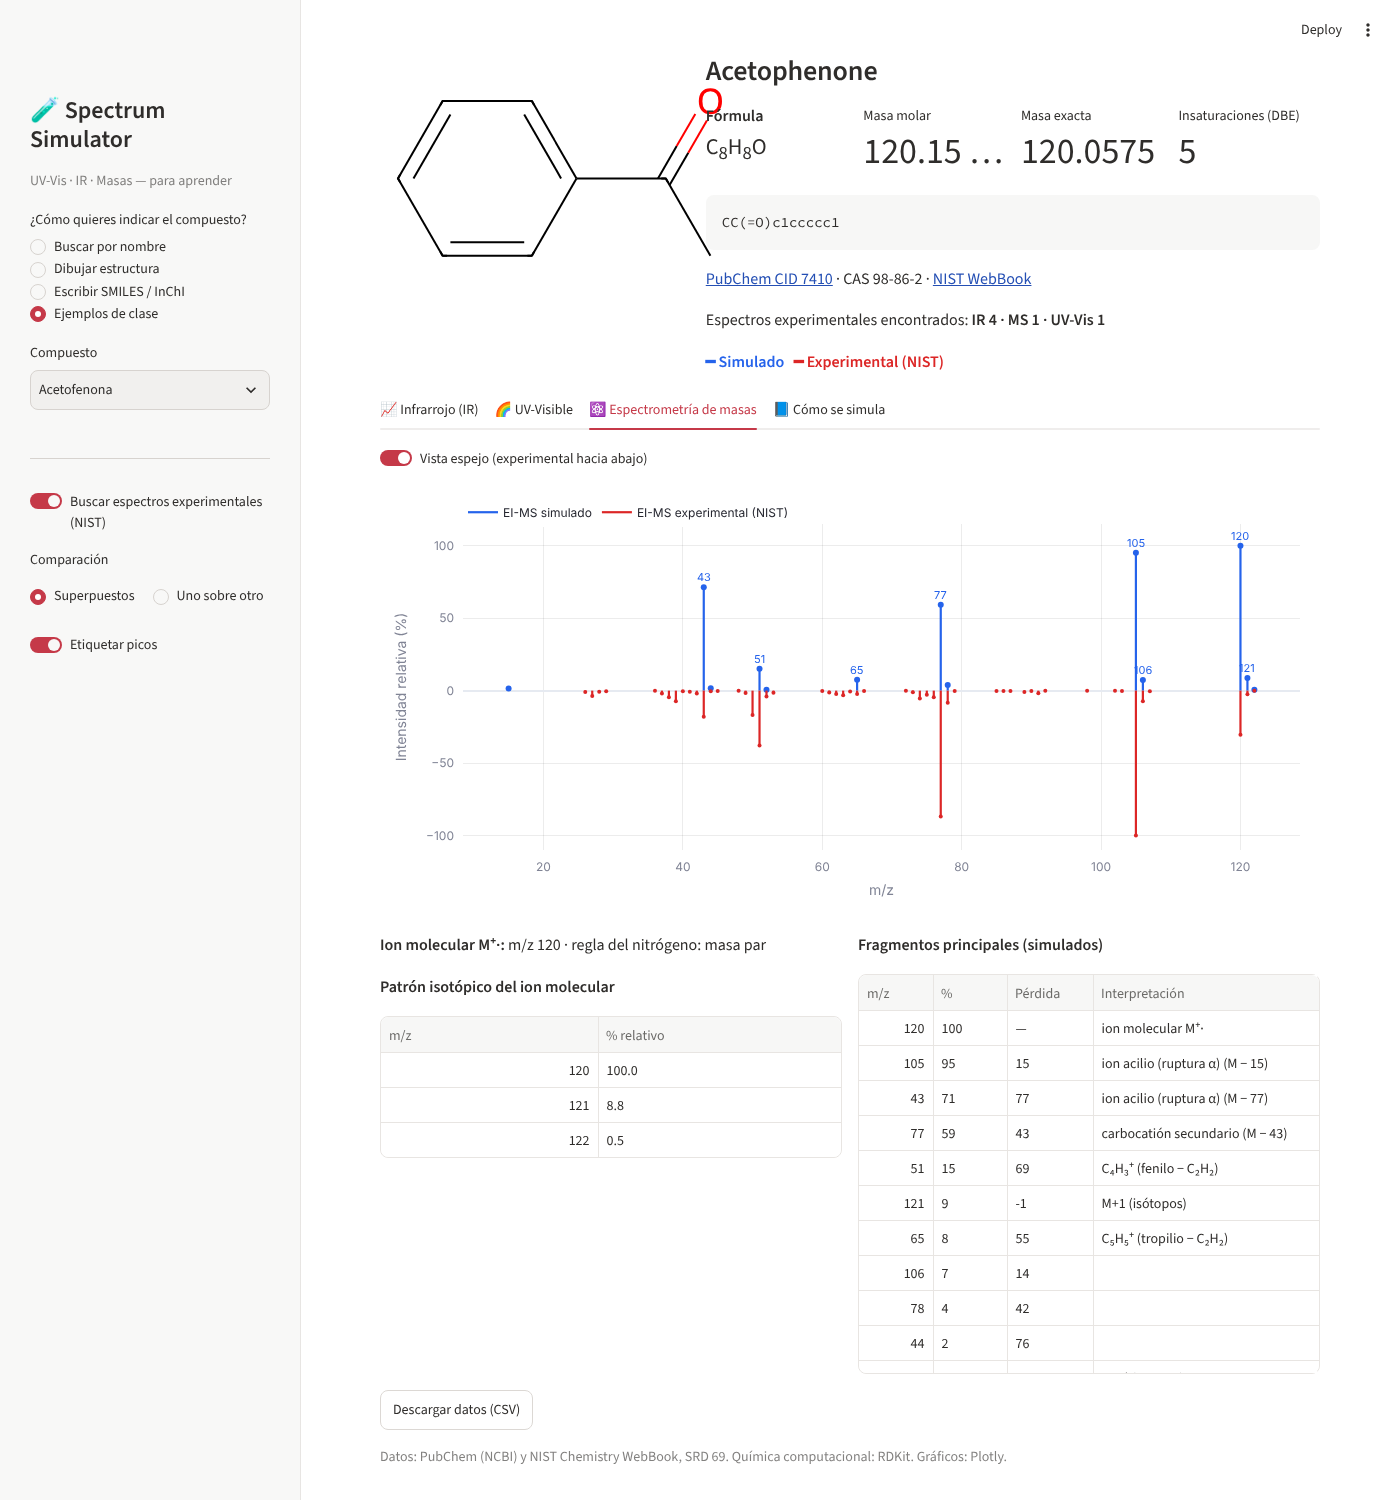 Deploy
🧪 Spectrum
Simulator
UV-Vis · IR · Masas — para aprender
¿Cómo quieres indicar el compuesto?
Buscar por nombre
Dibujar estructura
Escribir SMILES / InChI
Ejemplos de clase
Compuesto
Acetofenona
Buscar espectros experimentales
(NIST)
Comparación
Superpuestos Uno sobre otro
Etiquetar picos
O
Acetophenone
Fórmula Masa molar Masa exacta Insaturaciones (DBE)
C₈H₈O 120.15 … 120.0575 5
CC(=O)c1ccccc1
PubChem CID 7410 · CAS 98-86-2 · NIST WebBook
Espectros experimentales encontrados: IR 4 · MS 1 · UV-Vis 1
Simulado Experimental (NIST)
📈 Infrarrojo (IR) 🌈 UV-Visible ⚛️ Espectrometría de masas 📘 Cómo se simula
Vista espejo (experimental hacia abajo)
EI-MS simulado EI-MS experimental (NIST)
Intensidad relativa (%)
100
50
0
−50
−100
43
51
65
77
105
106
120
121
20 40 60 80 100 120
m/z
Ion molecular M⁺·: m/z 120 · regla del nitrógeno: masa par
Patrón isotópico del ion molecular
m/z % relativo
120 100.0
121 8.8
122 0.5
Fragmentos principales (simulados)
m/z % Pérdida Interpretación
120 100 — ion molecular M⁺·
105 95 15 ion acilio (ruptura α) (M − 15)
43 71 77 ion acilio (ruptura α) (M − 77)
77 59 43 carbocatión secundario (M − 43)
51 15 69 C₄H₃⁺ (fenilo − C₂H₂)
121 9 -1 M+1 (isótopos)
65 8 55 C₅H₅⁺ (tropilio − C₂H₂)
106 7 14
78 4 42
44 2 76
Descargar datos (CSV)
Datos: PubChem (NCBI) y NIST Chemistry WebBook, SRD 69. Química computacional: RDKit. Gráficos: Plotly.